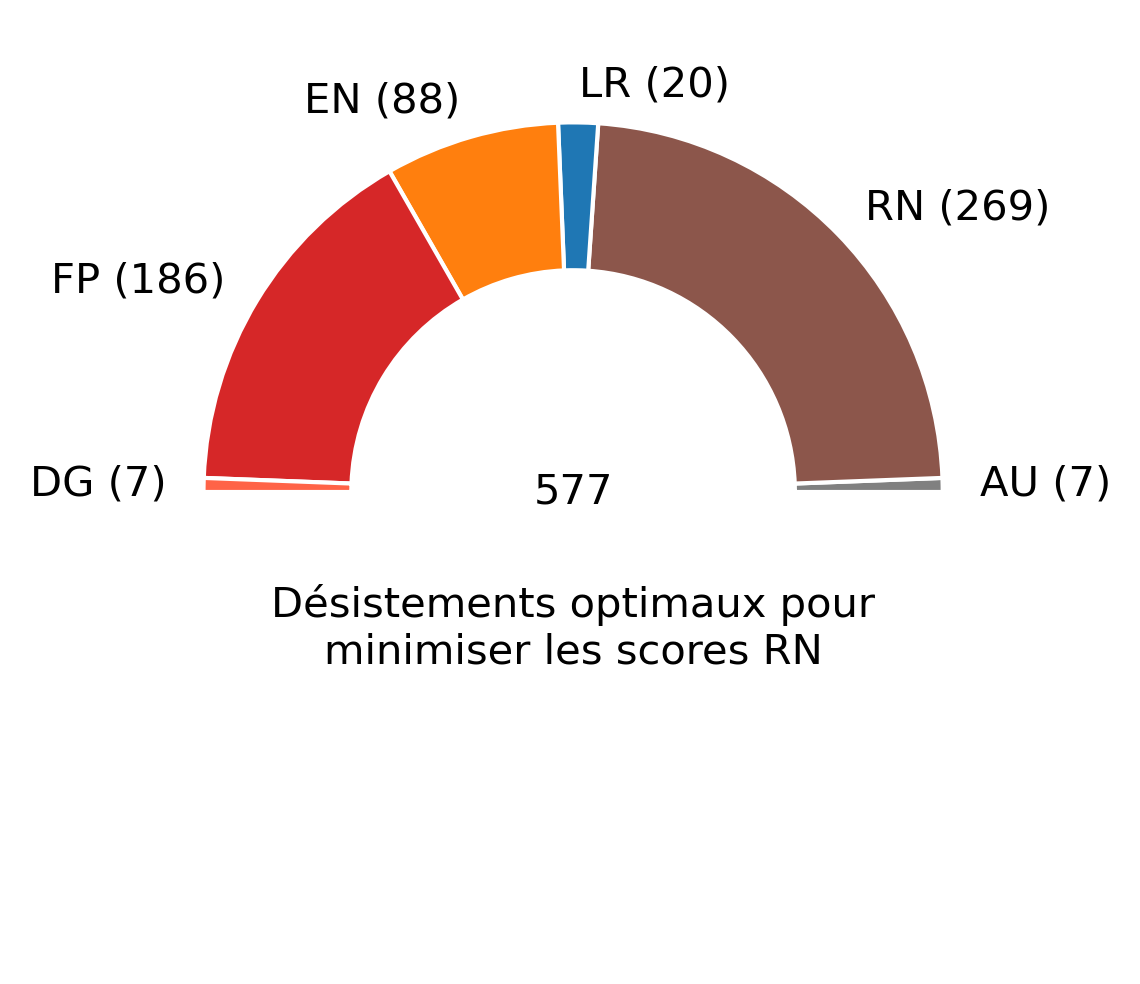 LR (20)
EN (88)
RN (269)
FP (186)
DG (7)
577
AU (7)
Désistements optimaux pour
minimiser les scores RN